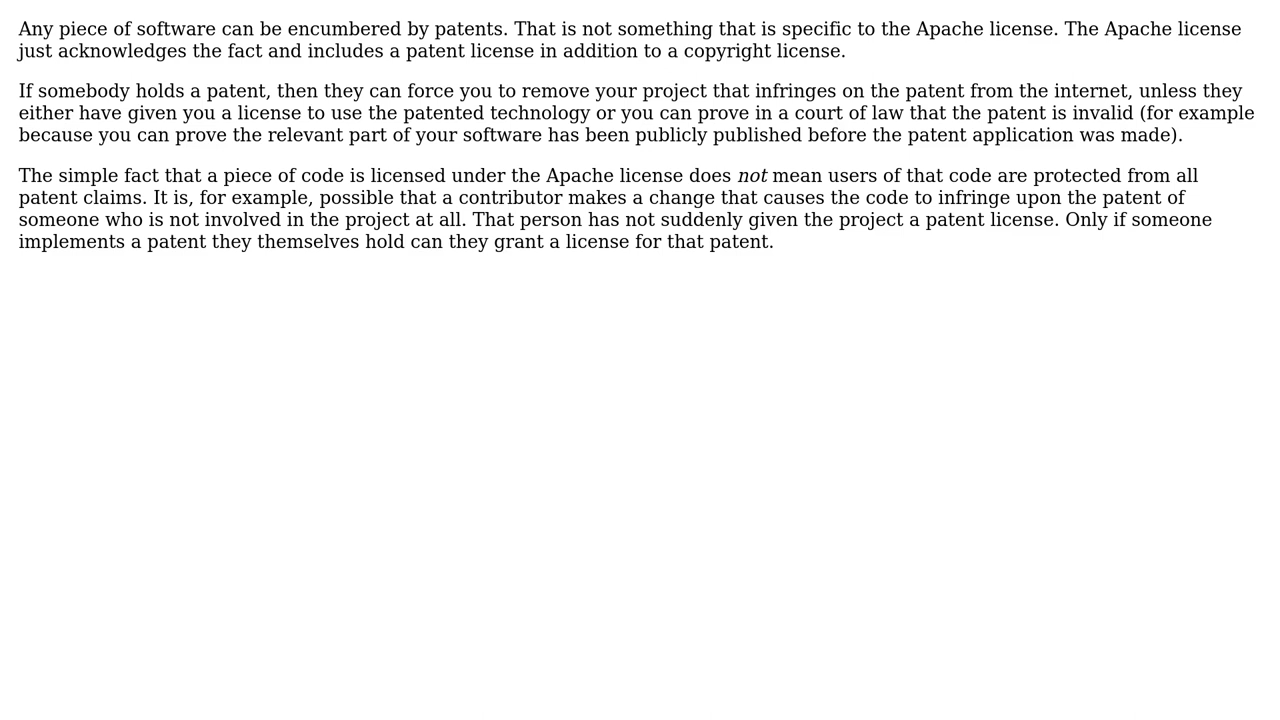 Any piece of software can be encumbered by patents. That is not something that is specific to the Apache license. The Apache license
just acknowledges the fact and includes a patent license in addition to a copyright license.
If somebody holds a patent, then they can force you to remove your project that infringes on the patent from the internet, unless they
either have given you a license to use the patented technology or you can prove in a court of law that the patent is invalid (for example
because you can prove the relevant part of your software has been publicly published before the patent application was made).
The simple fact that a piece of code is licensed under the Apache license does not mean users of that code are protected from all
patent claims. It is, for example, possible that a contributor makes a change that causes the code to infringe upon the patent of
someone who is not involved in the project at all. That person has not suddenly given the project a patent license. Only if someone
implements a patent they themselves hold can they grant a license for that patent.